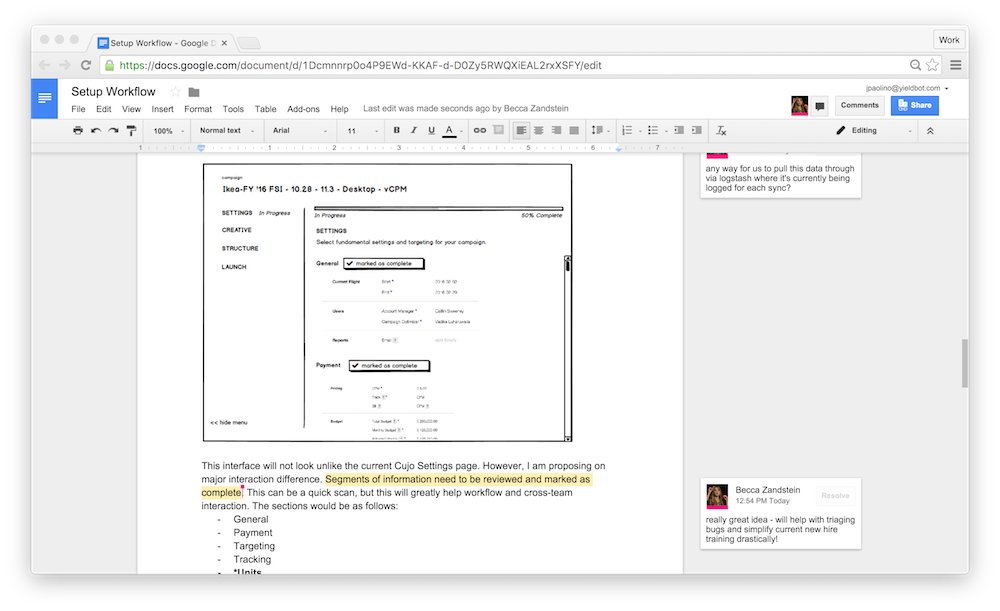 Setup Workflow - Google D
Work
https://docs.google.com/document/d/1Dcmnnrp0o4P9EWd-KKAF-d-D0Zy5RWQXiEAL2rxXSFY/edit
Setup Workflow
jpaolino@yieldbot.com
File Edit View Insert Format Tools Table Add-ons Help Last edit was made seconds ago by Becca Zandstein
Comments Share
100% Normal text Arial 11 B I U A Editing
1 1 2 3 4 5 6 7
any way for us to pull this data through
via logstash where it's currently being
logged for each sync?
campaign
Ikea-FY '16 FSI - 10.28 - 11.3 - Desktop - vCPM
SETTINGS In Progress
CREATIVE
STRUCTURE
LAUNCH
<< hide menu
In Progress 50% Complete
SETTINGS
Select fundamental settings and targeting for your campaign.
General ✓ marked as complete
Current Flight Start *
End *
Users Account Manager * Caitlin Sweeney
Campaign Optimizer *
Reports Email
Payment ✓ marked as complete
Pricing CPM
Budget Total Budget
This interface will not look unlike the current Cujo Settings page. However, I am proposing on
major interaction difference. Segments of information need to be reviewed and marked as
complete. This can be a quick scan, but this will greatly help workflow and cross-team
interaction. The sections would be as follows:
- General
- Payment
- Targeting
- Tracking
- *Units
Becca Zandstein
12:54 PM Today
Resolve
really great idea - will help with triaging
bugs and simplify current new hire
training drastically!